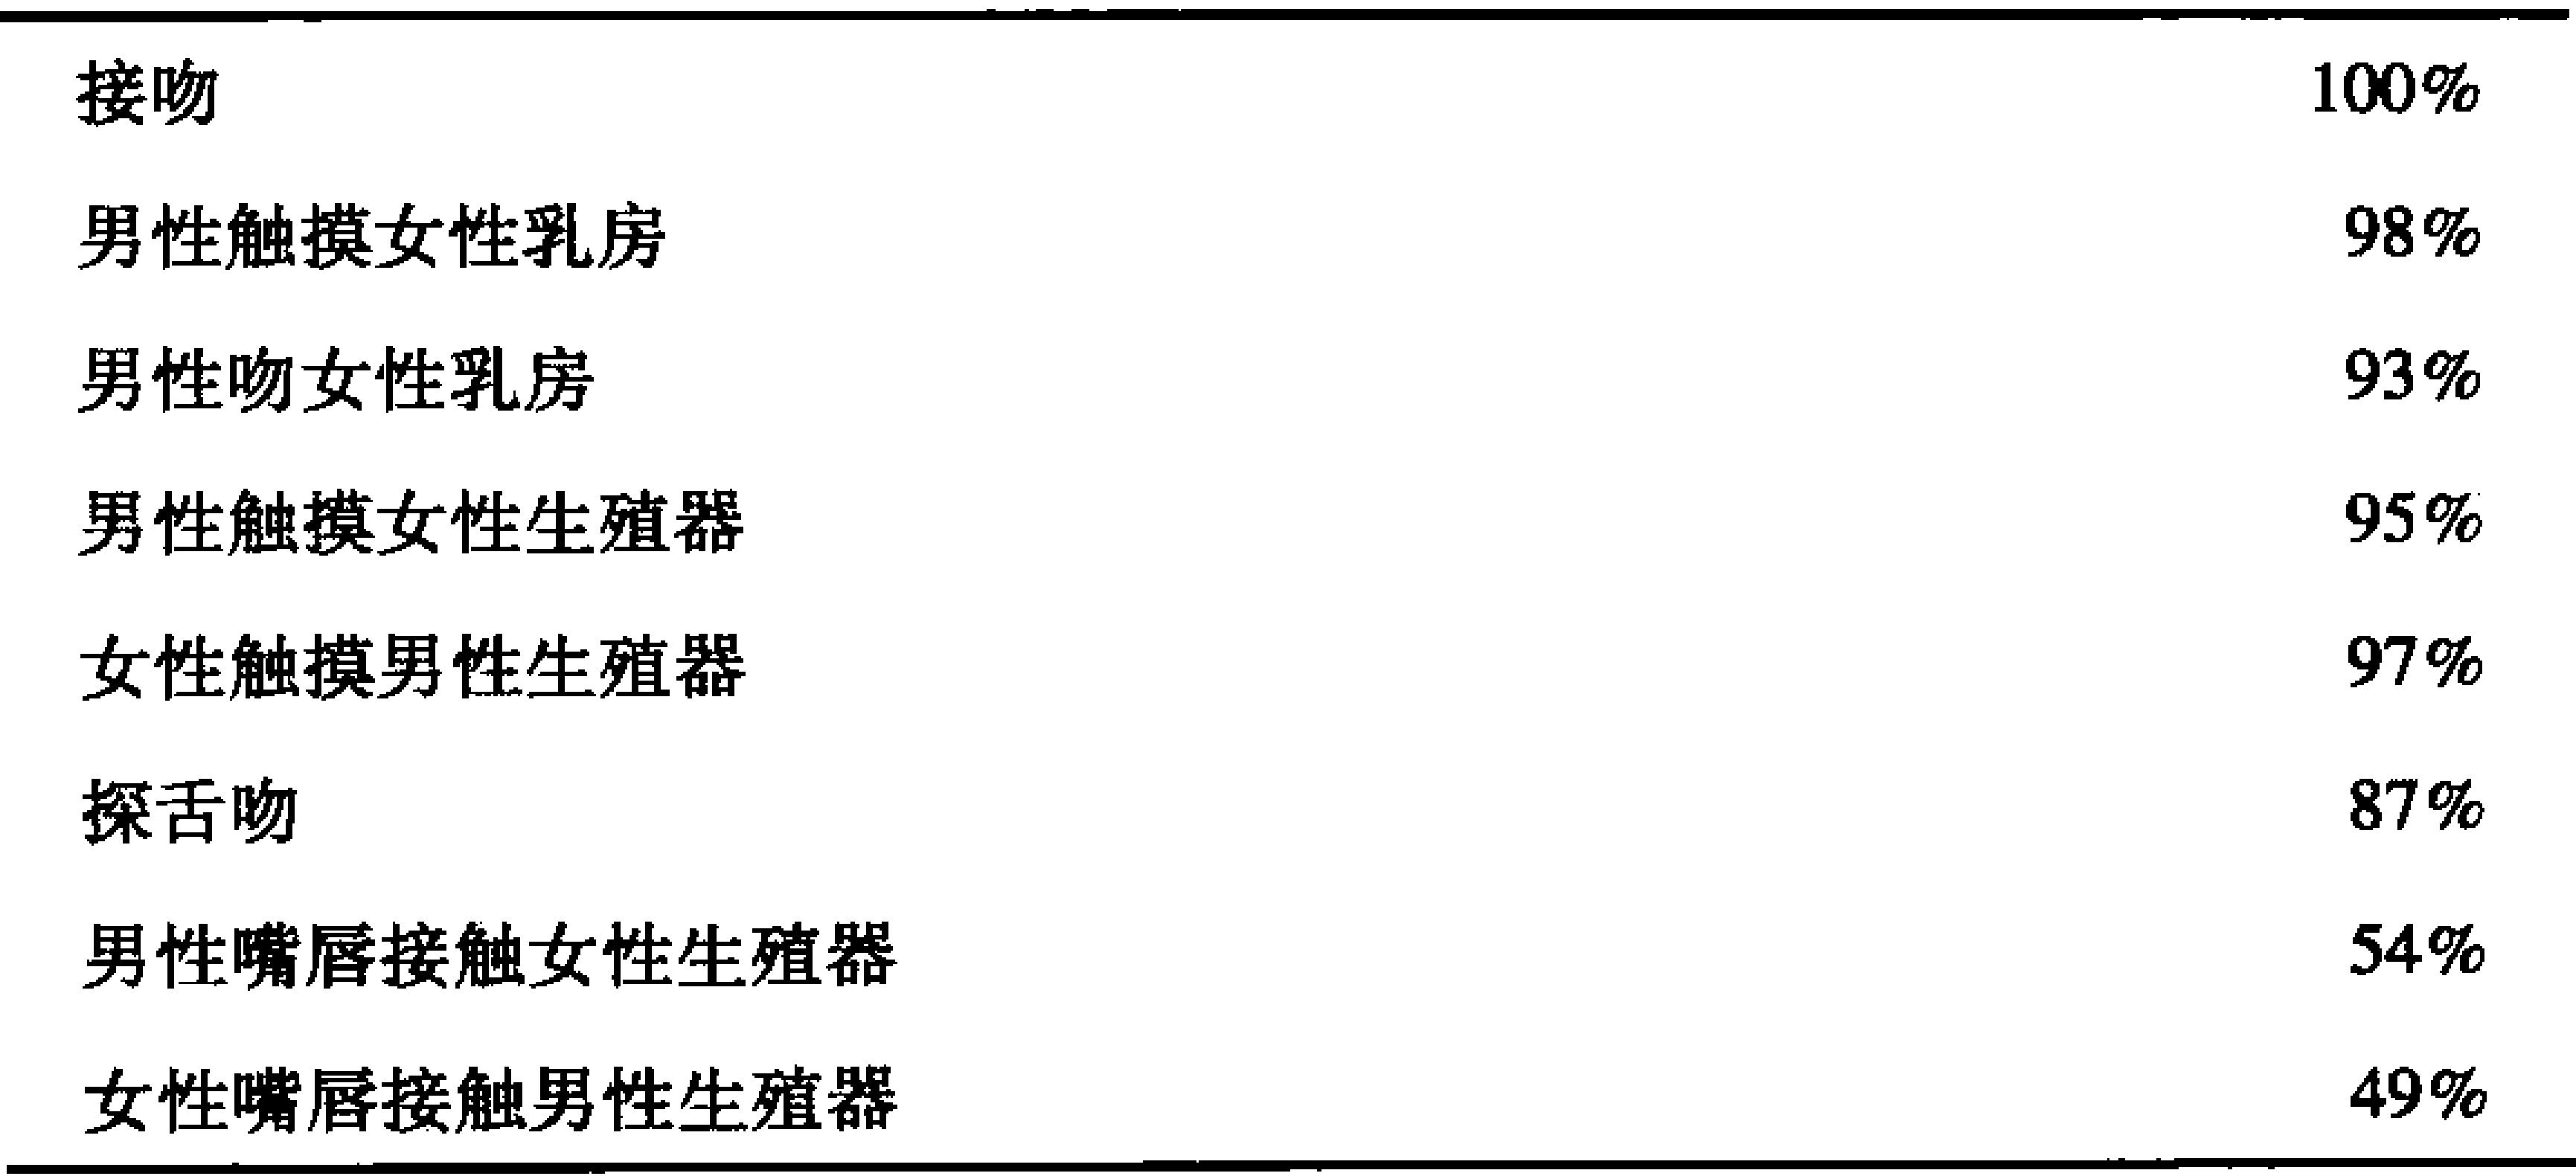 接吻 100%
男性触摸女性乳房 98%
男性吻女性乳房 93%
男性触摸女性生殖器 95%
女性触摸男性生殖器 97%
探舌吻 87%
男性嘴唇接触女性生殖器 54%
女性嘴唇接触男性生殖器 49%